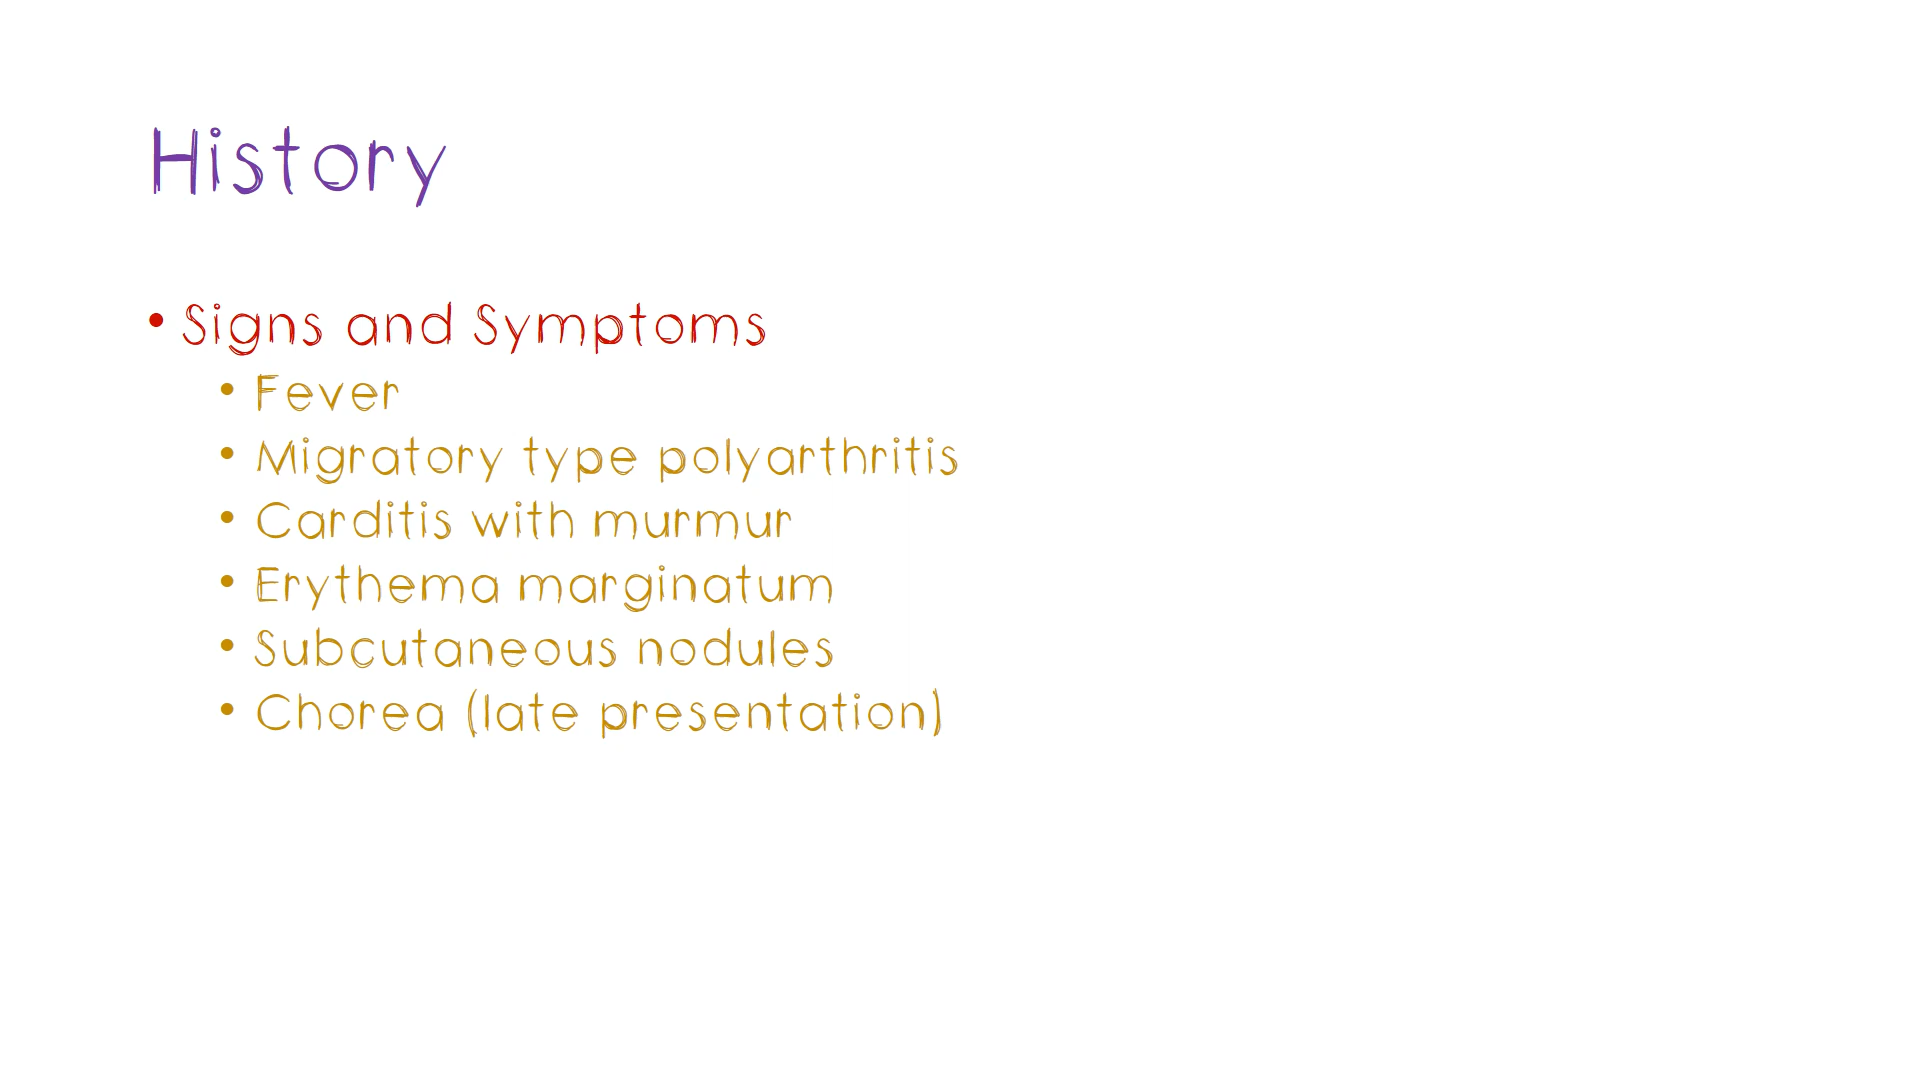 History
• Signs and Symptoms
• Fever
• Migratory type polyarthritis
• Carditis with murmur
• Erythema marginatum
• Subcutaneous nodules
• Chorea (late presentation)